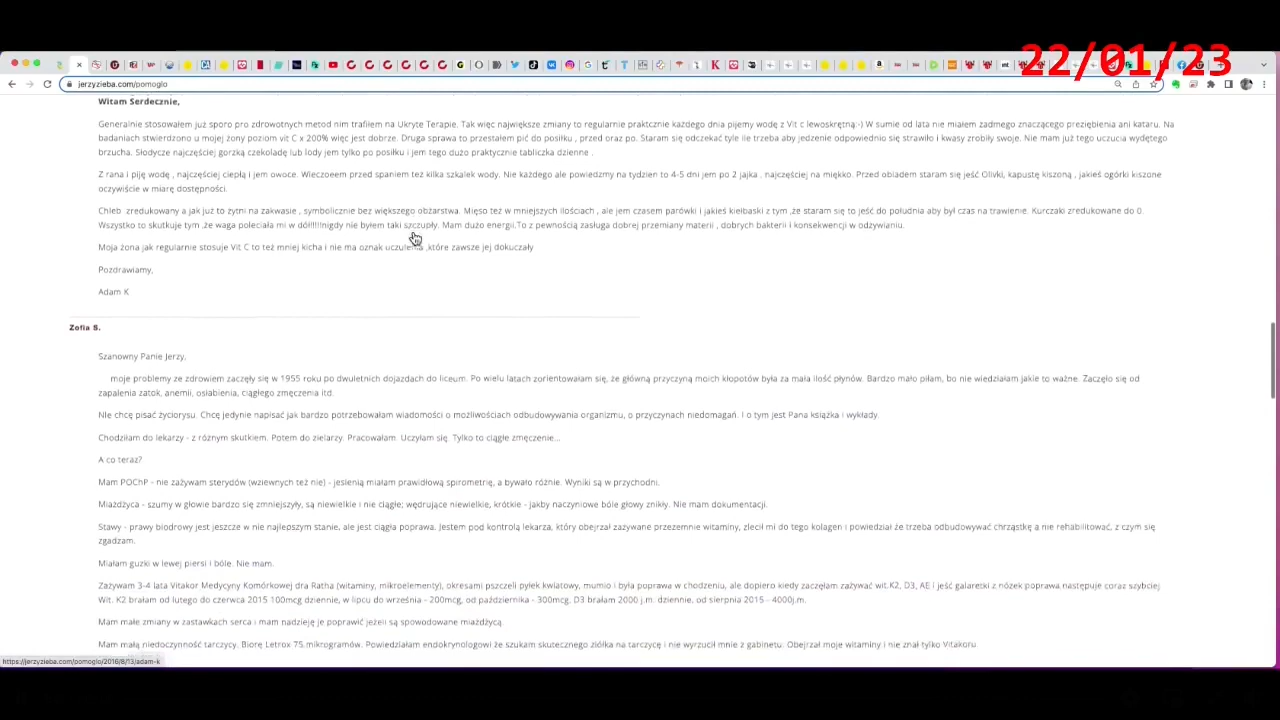 22/01/23
jerzyzieba.com/pomoglo
Witam Serdecznie,
Generalnie stosowałem już sporo pro zdrowotnych metod nim trafiłem na Ukryte Terapie. Tak więc największe zmiany to regularnie praktycznie każdego dnia pijemy wodę z Vit c lewoskrętną:-) W sumie od lata nie miałem żadnego znaczącego przeziębenia ani kataru. Na
badaniach stwierdzono u mojej żony poziom vit C x 200% więc jest dobrze. Druga sprawa to przestałem pić do posiłku , przed oraz po. Staram się odczekać tyle ile trzeba aby jedzenie odpowiednio się strawiło i kwasy zrobiły swoje. Nie mam już tego uczucia wydętego
brzucha. Słodycze najczęściej gorzką czekoladę lub lody jem tylko po posiłku i jem tego dużo praktycznie tabliczka dzienne .
Z rana i piję wodę , najczęściej ciepłą i jem owoce. Wieczoeem przed spaniem też kilka szkalek wody. Nie każdego ale powiedzmy na tydzien to 4-5 dni jem po 2 jajka , najczęściej na miękko. Przed obiadem staram się jeść Olivki, kapustę kiszoną , jakieś ogórki kiszone
oczywiście w miarę dostępności.
Chleb zredukowany a jak już to żytni na zakwasie , symbolicznie bez większego obżarstwa. Mięso też w mniejszych ilościach , ale jem czasem parówki i jakieś kiełbaski z tym ,że staram się to jeść do południa aby był czas na trawienie. Kurczaki zredukowane do 0.
Wszystko to skutkuje tym ,że waga poleciała mi w dół!!!!!nigdy nie byłem taki szczupły. Mam dużo energii.To z pewnością zasługa dobrej przemiany materii , dobrych bakterii i konsekwencji w odżywianiu.
Moja żona jak regularnie stosuje Vit C to też mniej kicha i nie ma oznak uczulenia ,które zawsze jej dokuczały
Pozdrawiamy,
Adam K
Zofia S.
Szanowny Panie Jerzy,
moje problemy ze zdrowiem zaczęły się w 1955 roku po dwuletnich dojazdach do liceum. Po wielu latach zorientowałam się, że główną przyczyną moich kłopotów była za mała ilość płynów. Bardzo mało piłam, bo nie wiedziałam jakie to ważne. Zaczęło się od
zapalenia zatok, anemii, osłabienia, ciągłego zmęczenia itd.
NIe chcę pisać życiorysu. Chcę jedynie napisać jak bardzo potrzebowałam wiadomości o możliwościach odbudowywania organizmu, o przyczynach niedomagań. I o tym jest Pana książka i wykłady.
Chodziłam do lekarzy - z różnym skutkiem. Potem do zielarzy. Pracowałam. Uczyłam się. Tylko to ciągłe zmęczenie...
A co teraz?
Mam POChP - nie zażywam sterydów (wziewnych też nie) - jesienią miałam prawidłową spirometrię, a bywało różnie. Wyniki są w przychodni.
Miażdżyca - szumy w głowie bardzo się zmniejszyły, są niewielkie i nie ciągłe; wędrujące niewielkie, krótkie - jakby naczyniowe bóle głowy znikły. Nie mam dokumentacji.
Stawy - prawy biodrowy jest jeszcze w nie najlepszym stanie, ale jest ciągła poprawa. Jestem pod kontrolą lekarza, który obejrzał zażywane przezemnie witaminy, zlecił mi do tego kolagen i powiedział że trzeba odbudowywać chrząstkę a nie rehabilitować, z czym się
zgadzam.
Miałam guzki w lewej piersi i bóle. Nie mam.
Zażywam 3-4 lata Vitakor Medycyny Komórkowej dra Ratha (witaminy, mikroelementy), okresami pszczeli pyłek kwiatowy, mumio i była poprawa w chodzeniu, ale dopiero kiedy zaczęłam zażywać wit.K2, D3, AE i jeść galaretki z nóżek poprawa następuje coraz szybciej
Wit. K2 brałam od lutego do czerwca 2015 100mcg dziennie, w lipcu do września - 200mcg, od października - 300mcg. D3 brałam 2000 j.m. dziennie, od sierpnia 2015 - 4000j.m.
Mam małe zmiany w zastawkach serca i mam nadzieję je poprawić jeżeli są spowodowane miażdżycą.
Mam małą niedoczynność tarczycy. Biorę Letrox 75 mikrogramów. Powiedziałam endokrynologowi że szukam skutecznego ziółka na tarczycę i nie wyrzucił mnie z gabinetu. Obejrzał moje witaminy i nie znał tylko Vitakoru
https://jerzyzieba.com/pomoglo/2016/8/13/adam-k